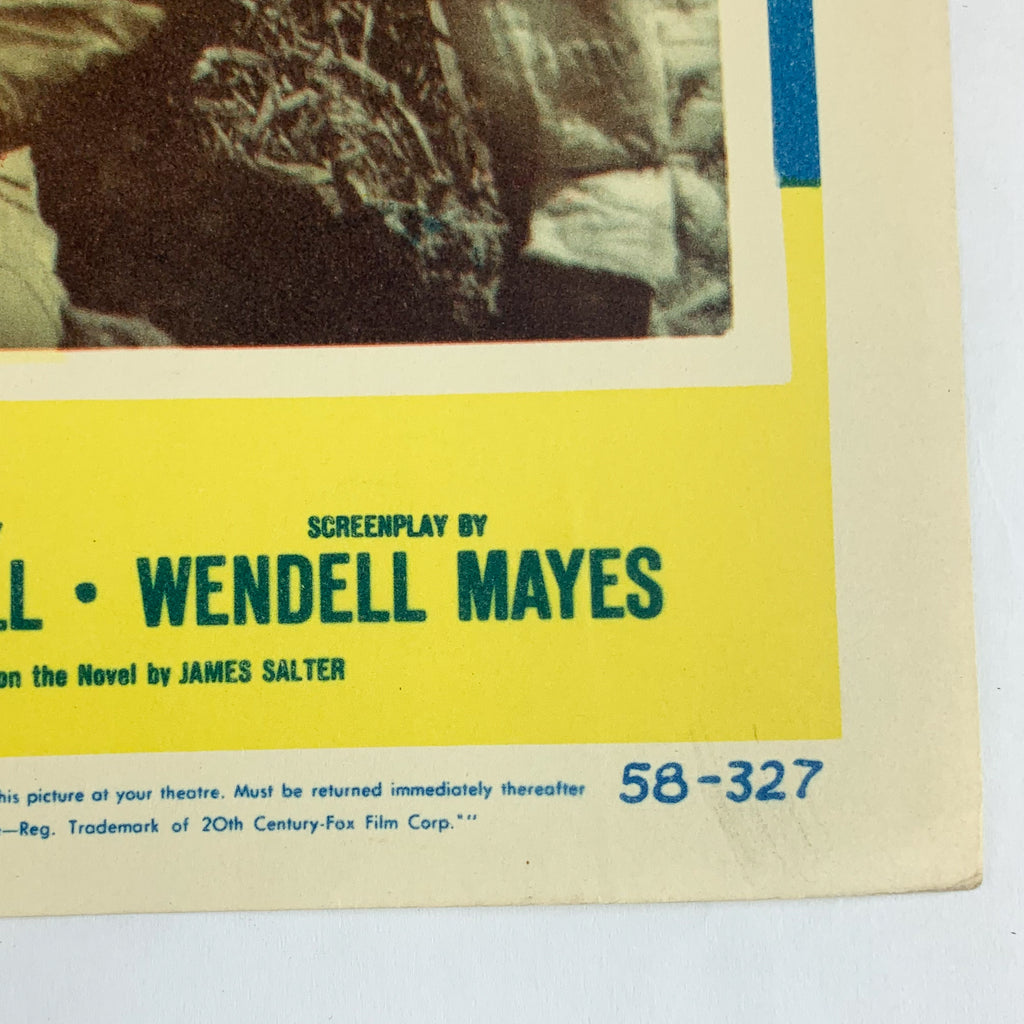 SCREENPLAY BY
LL • WENDELL MAYES
on the Novel by JAMES SALTER
his picture at your theatre. Must be returned immediately thereafter 58-327
—Reg. Trademark of 20th Century-Fox Film Corp.""